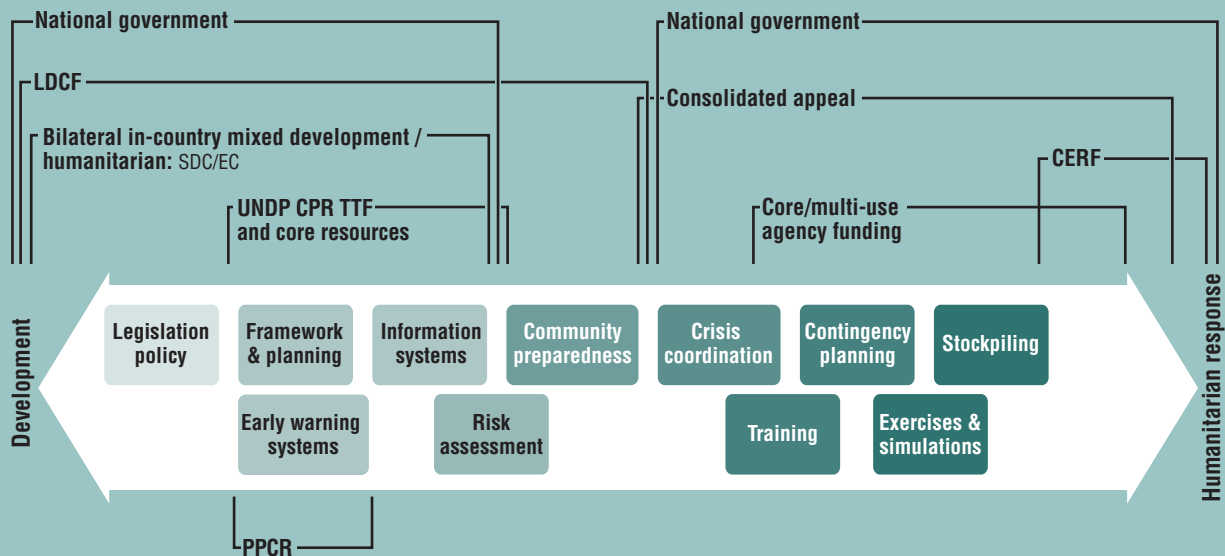 National government
National government
LDCF
Consolidated appeal
Bilateral in-country mixed development /
humanitarian: SDC/EC
CERF
UNDP CPR TTF
and core resources
Core/multi-use
agency funding
Development
Legislation
policy
Framework
& planning
Information
systems
Community
preparedness
Crisis
coordination
Contingency
planning
Stockpiling
Early warning
systems
Risk
assessment
Training
Exercises &
simulations
Humanitarian response
PPCR